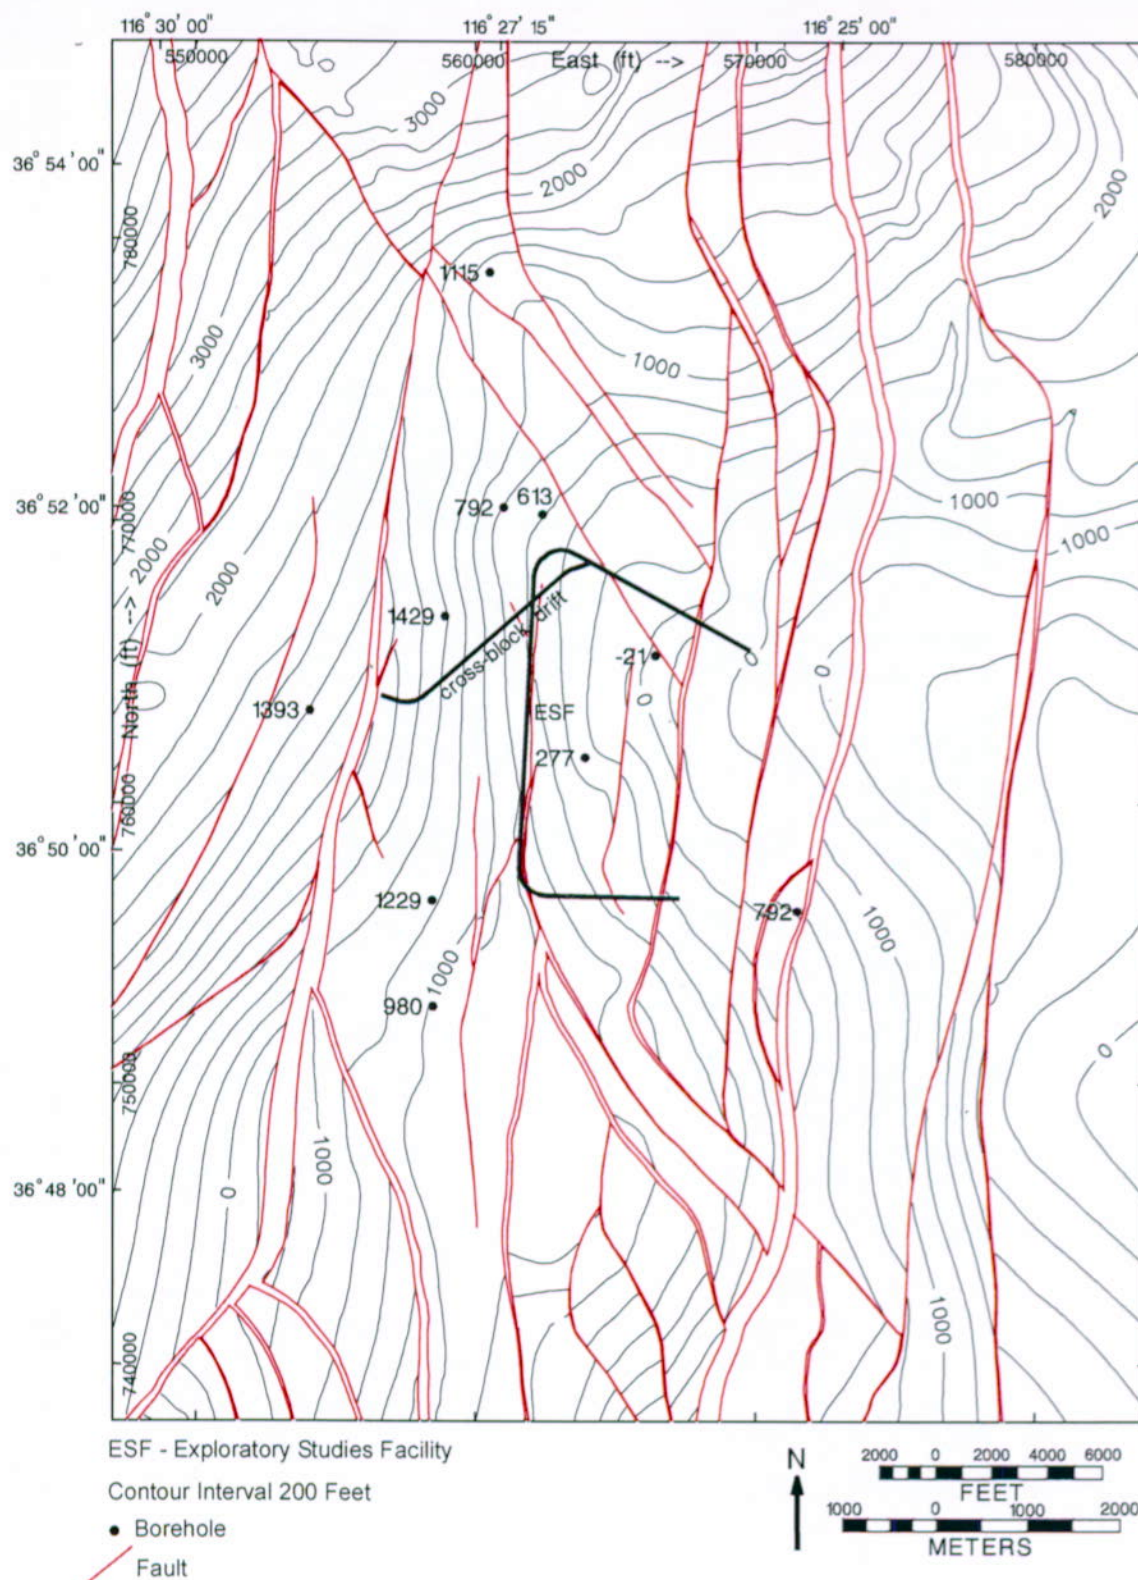 116° 30' 00" 116° 27' 15" 116° 25' 00"
550000 560000 East (ft) --> 570000 580000
3000
36° 54' 00"
2000
2000
780000
1115
3000
1000
792 613
36° 52' 00"
770000
1000
1000
2000
2000
1429
cross-block drift
-21
0
0
0
North (ft) -->
1393
ESF
277
760000
36° 50' 00"
1229
792
1000
1000
980
0
750000
1000
36° 48' 00"
0
1000
740000
ESF - Exploratory Studies Facility
Contour Interval 200 Feet
Borehole
Fault
N
2000 0 2000 4000 6000
FEET
1000 0 1000 2000
METERS